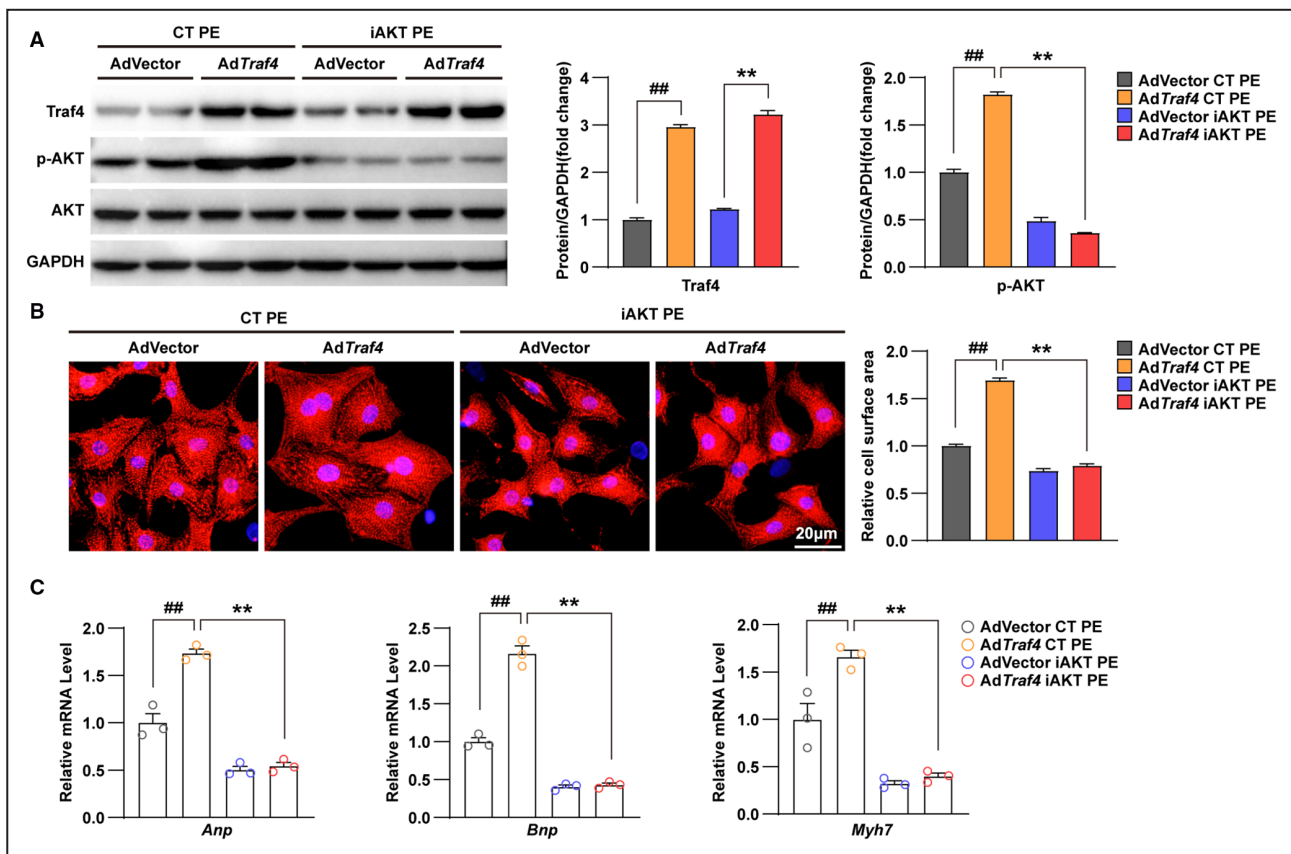 A
CT PE
iAKT PE
AdVector
AdTraf4
AdVector
AdTraf4
Traf4
p-AKT
AKT
GAPDH
Protein/GAPDH(fold change)
4
3
2
1
0
##
**
Traf4
Protein/GAPDH(fold change)
2.0
1.5
1.0
0.5
0.0
##
**
p-AKT
AdVector CT PE
AdTraf4 CT PE
AdVector iAKT PE
AdTraf4 iAKT PE
B
CT PE
iAKT PE
AdVector
AdTraf4
AdVector
AdTraf4
20μm
Relative cell surface area
2.0
1.5
1.0
0.5
0.0
##
**
AdVector CT PE
AdTraf4 CT PE
AdVector iAKT PE
AdTraf4 iAKT PE
C
Relative mRNA Level
2.0
1.5
1.0
0.5
0.0
##
**
Anp
Relative mRNA Level
2.5
2.0
1.5
1.0
0.5
0.0
##
**
Bnp
Relative mRNA Level
2.0
1.5
1.0
0.5
0.0
##
**
Myh7
AdVector CT PE
AdTraf4 CT PE
AdVector iAKT PE
AdTraf4 iAKT PE